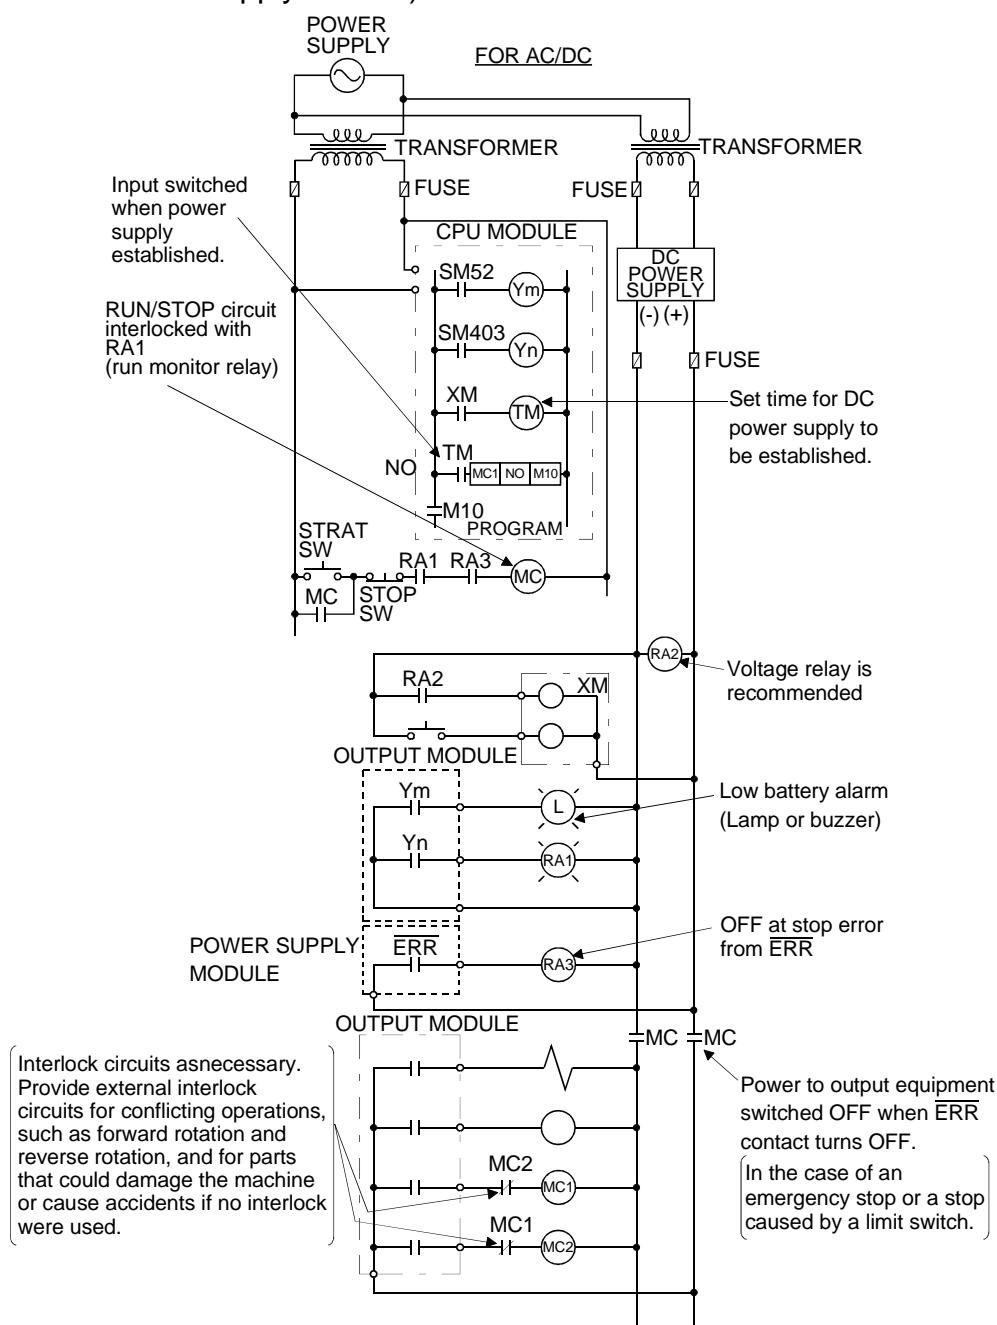 POWER
SUPPLY
FOR AC/DC
TRANSFORMER
TRANSFORMER
Input switched
when power
supply
established.
FUSE
FUSE
CPU MODULE
SM52
Ym
DC
POWER
SUPPLY
(-) (+)
RUN/STOP circuit
interlocked with
RA1
(run monitor relay)
SM403
Yn
FUSE
XM
TM
Set time for DC
power supply to
be established.
TM
NO
MC1 NO M10
M10
PROGRAM
STRAT
SW
RA1 RA3
MC
MC
STOP
SW
RA2
Voltage relay is
recommended
RA2
XM
OUTPUT MODULE
Ym
L
Low battery alarm
(Lamp or buzzer)
Yn
RA1
POWER SUPPLY
MODULE
ERR
RA3
OFF at stop error
from ERR
OUTPUT MODULE
MC MC
Interlock circuits asnecessary.
Provide external interlock
circuits for conflicting operations,
such as forward rotation and
reverse rotation, and for parts
that could damage the machine
or cause accidents if no interlock
were used.
Power to output equipment
switched OFF when ERR
contact turns OFF.
In the case of an
emergency stop or a stop
caused by a limit switch.
MC2
MC1
MC1
MC2